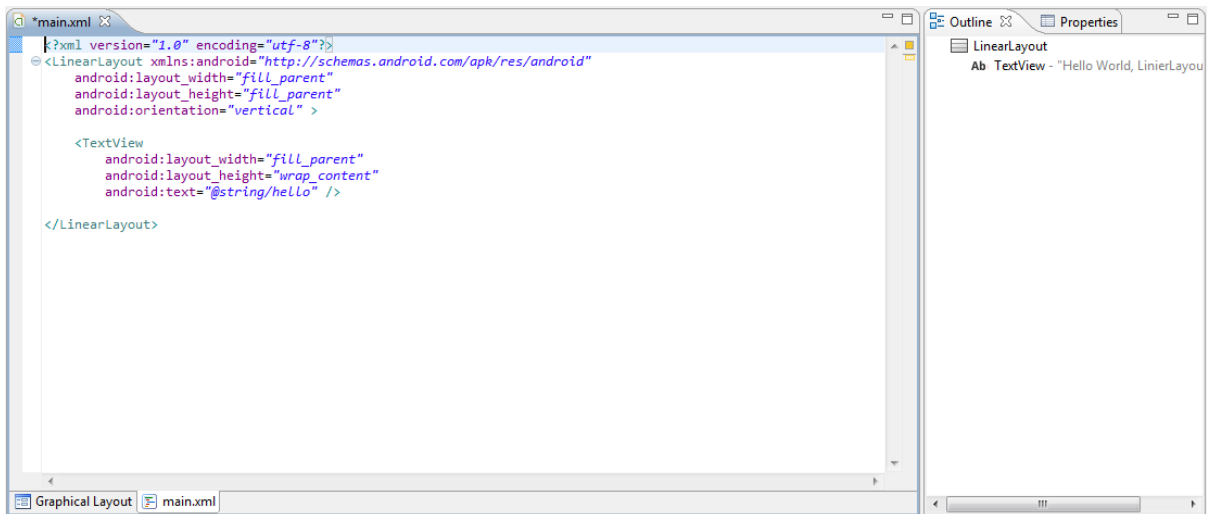 *main.xml
<?xml version="1.0" encoding="utf-8"?>
<LinearLayout xmlns:android="http://schemas.android.com/apk/res/android"
    android:layout_width="fill_parent"
    android:layout_height="fill_parent"
    android:orientation="vertical" >
    <TextView
        android:layout_width="fill_parent"
        android:layout_height="wrap_content"
        android:text="@string/hello" />
</LinearLayout>
Graphical Layout main.xml
Outline Properties
LinearLayout
Ab TextView - "Hello World, LinierLayou